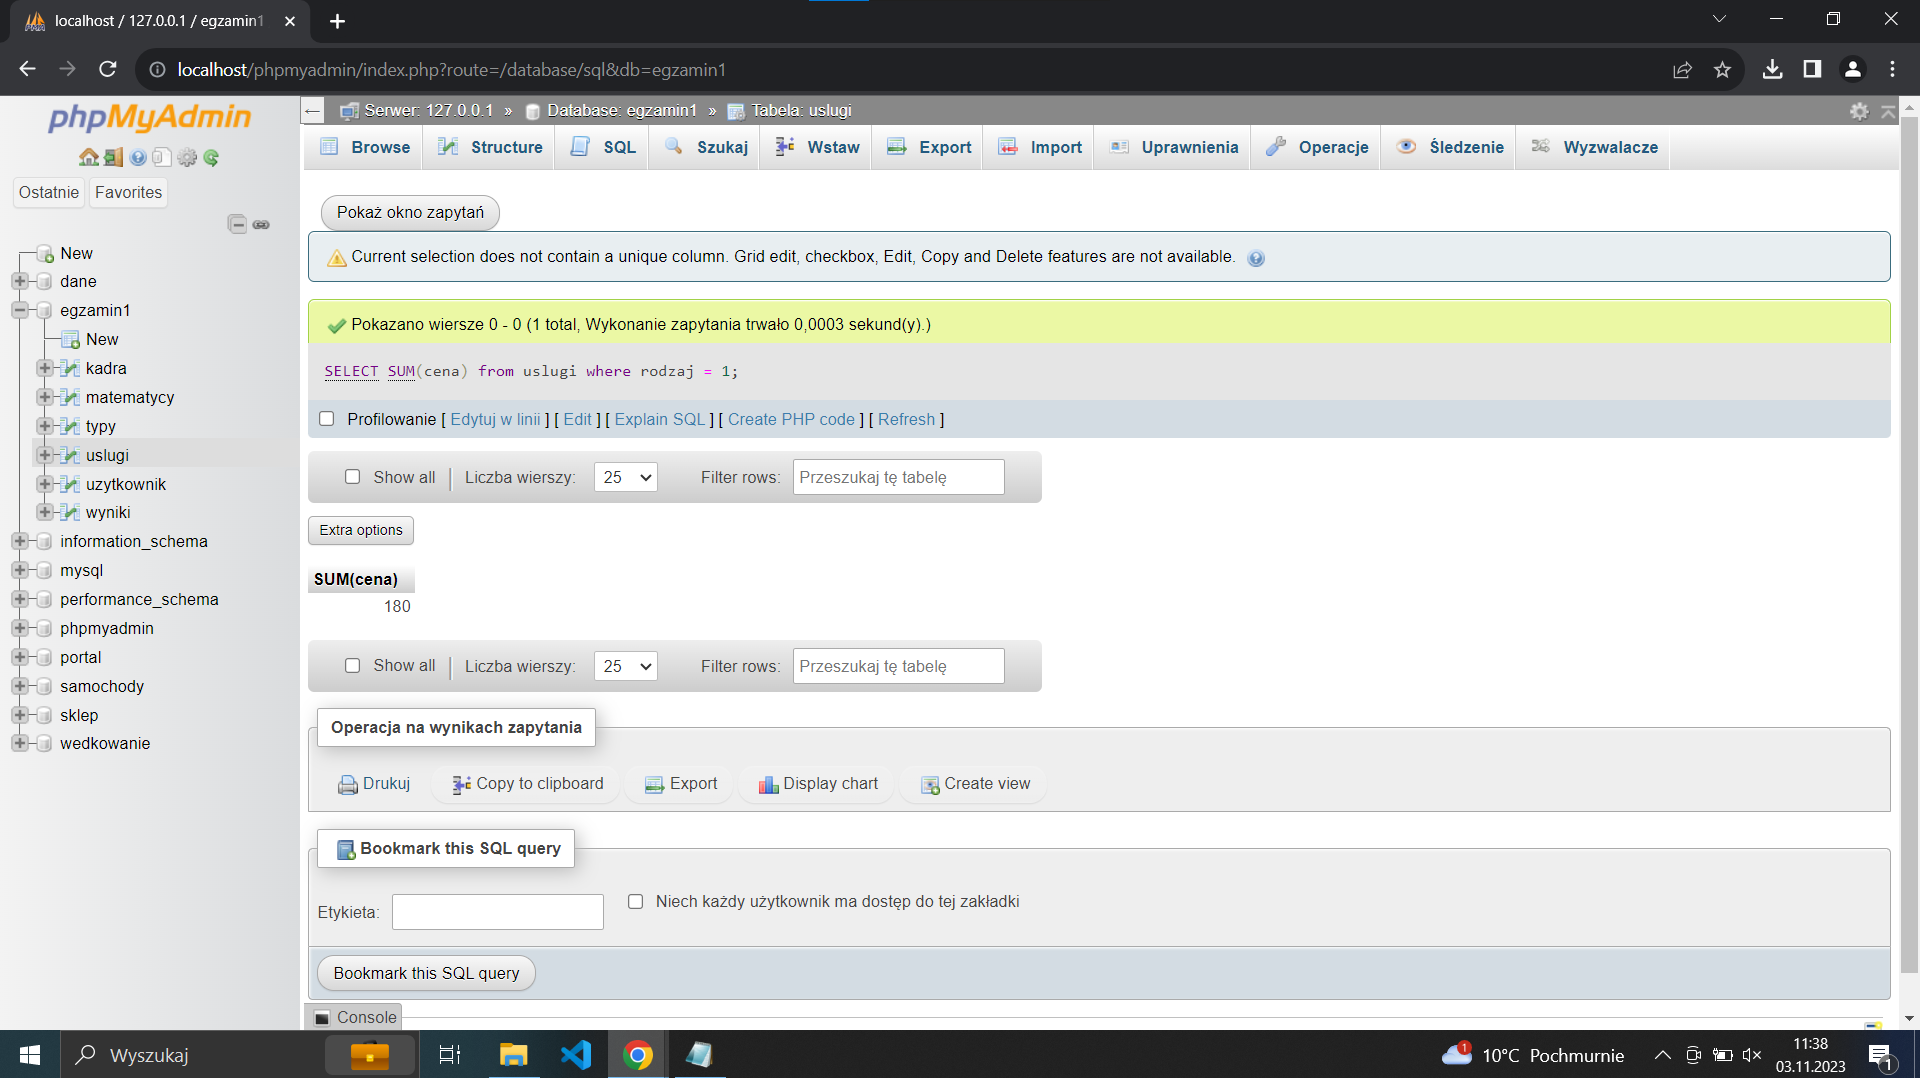 localhost / 127.0.0.1 / egzamin1
localhost/phpmyadmin/index.php?route=/database/sql&db=egzamin1
phpMyAdmin
Ostatnie
Favorites
New
dane
egzamin1
New
kadra
matematycy
typy
uslugi
uzytkownik
wyniki
information_schema
mysql
performance_schema
phpmyadmin
portal
samochody
sklep
wedkowanie
Serwer: 127.0.0.1 » Database: egzamin1 » Tabela: uslugi
Browse Structure SQL Szukaj Wstaw Export Import Uprawnienia Operacje Śledzenie Wyzwalacze
Pokaż okno zapytań
Current selection does not contain a unique column. Grid edit, checkbox, Edit, Copy and Delete features are not available.
Pokazano wiersze 0 - 0 (1 total, Wykonanie zapytania trwało 0,0003 sekund(y).)
SELECT SUM(cena) from uslugi where rodzaj = 1;
Profilowanie [ Edytuj w linii ] [ Edit ] [ Explain SQL ] [ Create PHP code ] [ Refresh ]
Show all Liczba wierszy: 25 Filter rows: Przeszukaj tę tabelę
Extra options
SUM(cena)
180
Show all Liczba wierszy: 25 Filter rows: Przeszukaj tę tabelę
Operacja na wynikach zapytania
Drukuj Copy to clipboard Export Display chart Create view
Bookmark this SQL query
Etykieta: Niech każdy użytkownik ma dostęp do tej zakładki
Bookmark this SQL query
Console
Wyszukaj
1
10°C Pochmurnie
11:38
03.11.2023
1